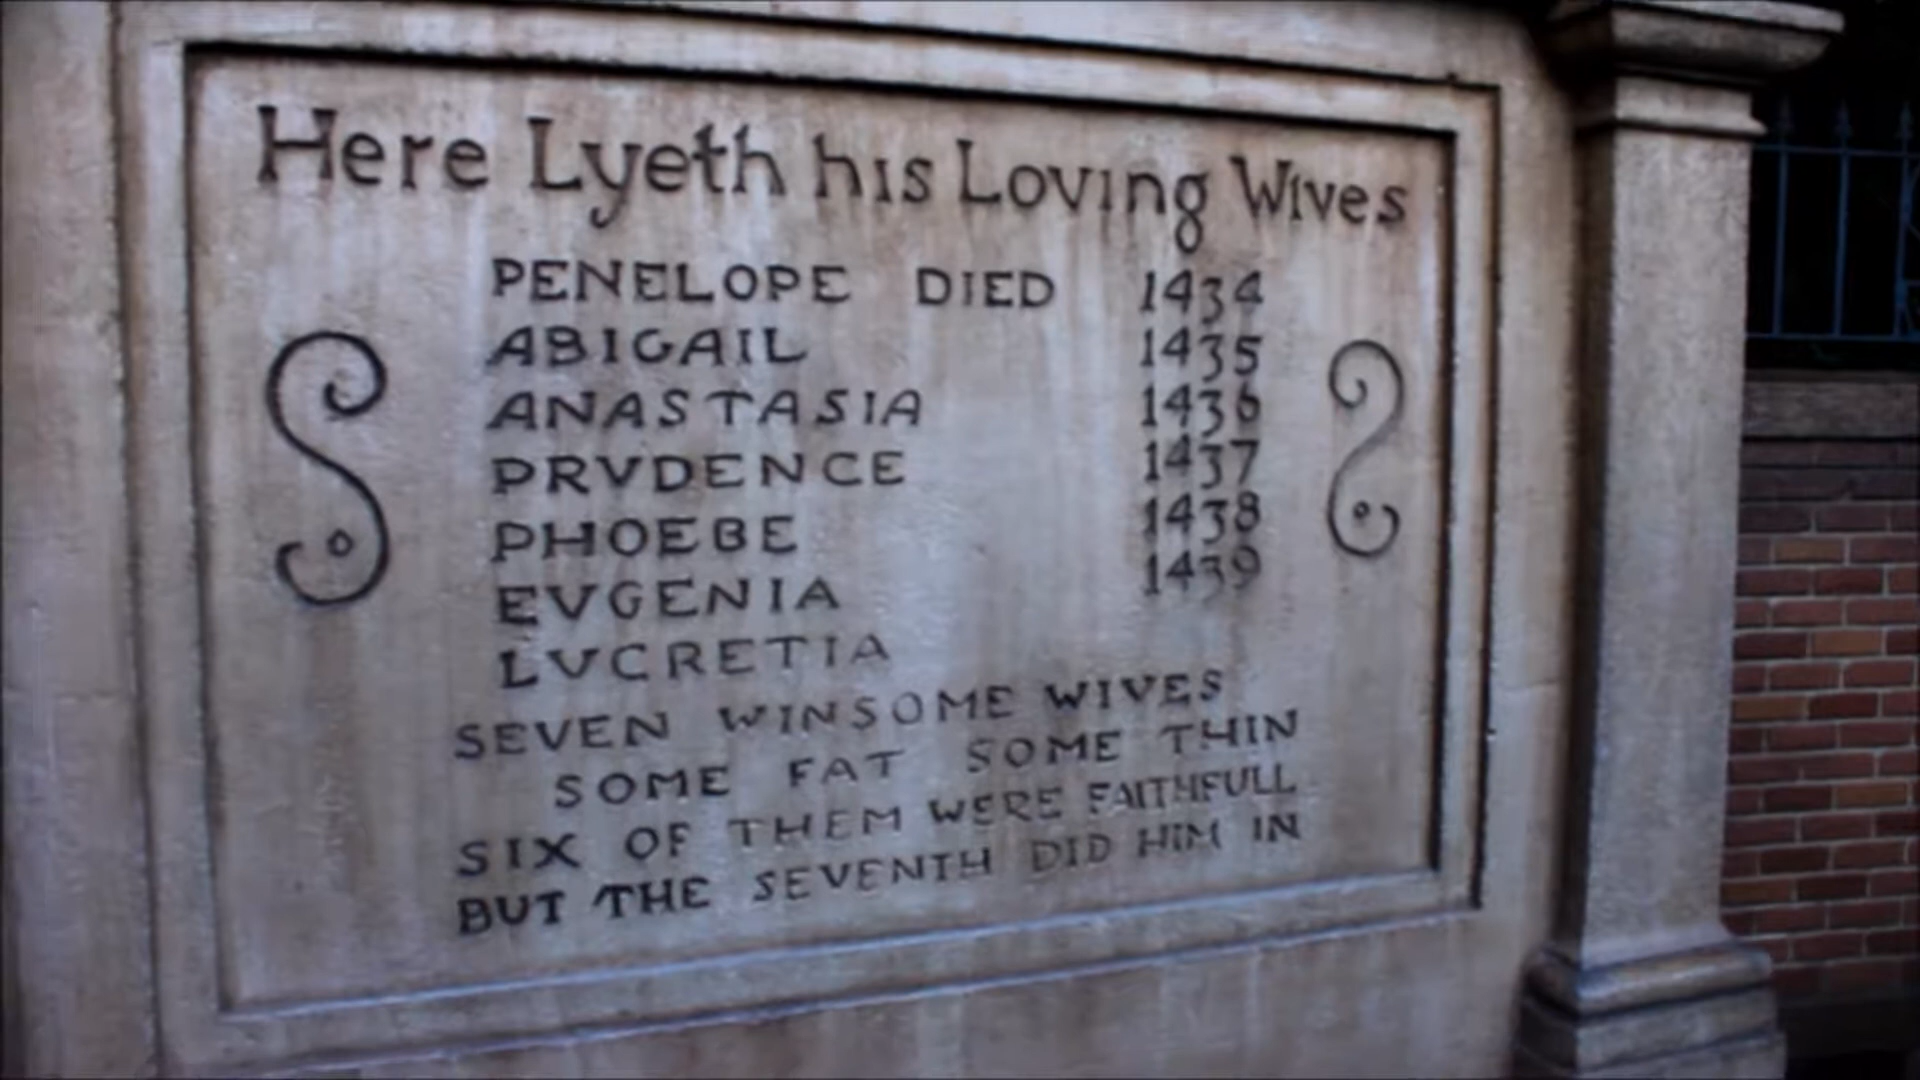 Here Lyeth his Loving Wives
PENELOPE DIED 1434
ABIGAIL 1435
ANASTASIA 1436
PRVDENCE 1437
PHOEBE 1438
EVGENIA 1439
LVCRETIA
SEVEN WINSOME WIVES
SOME FAT SOME THIN
SIX OF THEM WERE FAITHFULL
BUT THE SEVENTH DID HIM IN